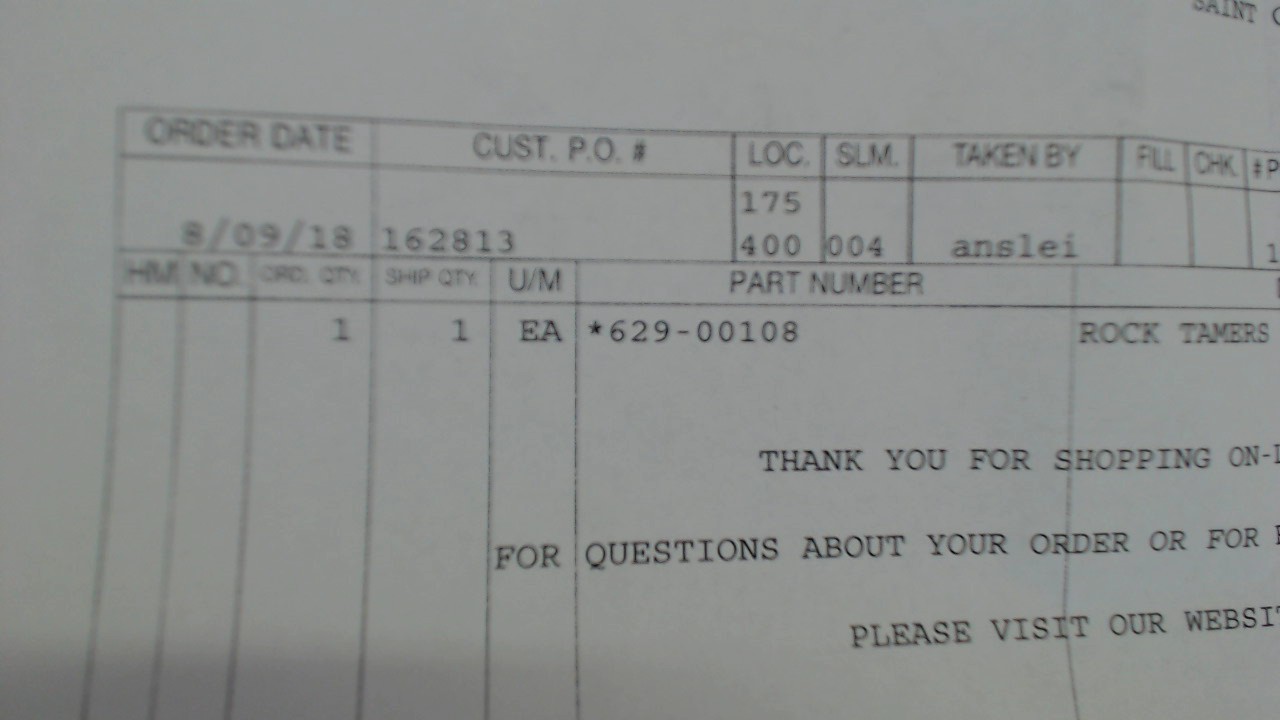 SAINT
ORDER DATE CUST. P.O. # LOC. SLM. TAKEN BY FILL CHK # P
175
8/09/18 162813 400 004 anslei 1
HM NO. ORD. QTY. SHIP QTY. U/M PART NUMBER
1 1 EA *629-00108 ROCK TAMERS
THANK YOU FOR SHOPPING ON-L
FOR QUESTIONS ABOUT YOUR ORDER OR FOR
PLEASE VISIT OUR WEBSIT